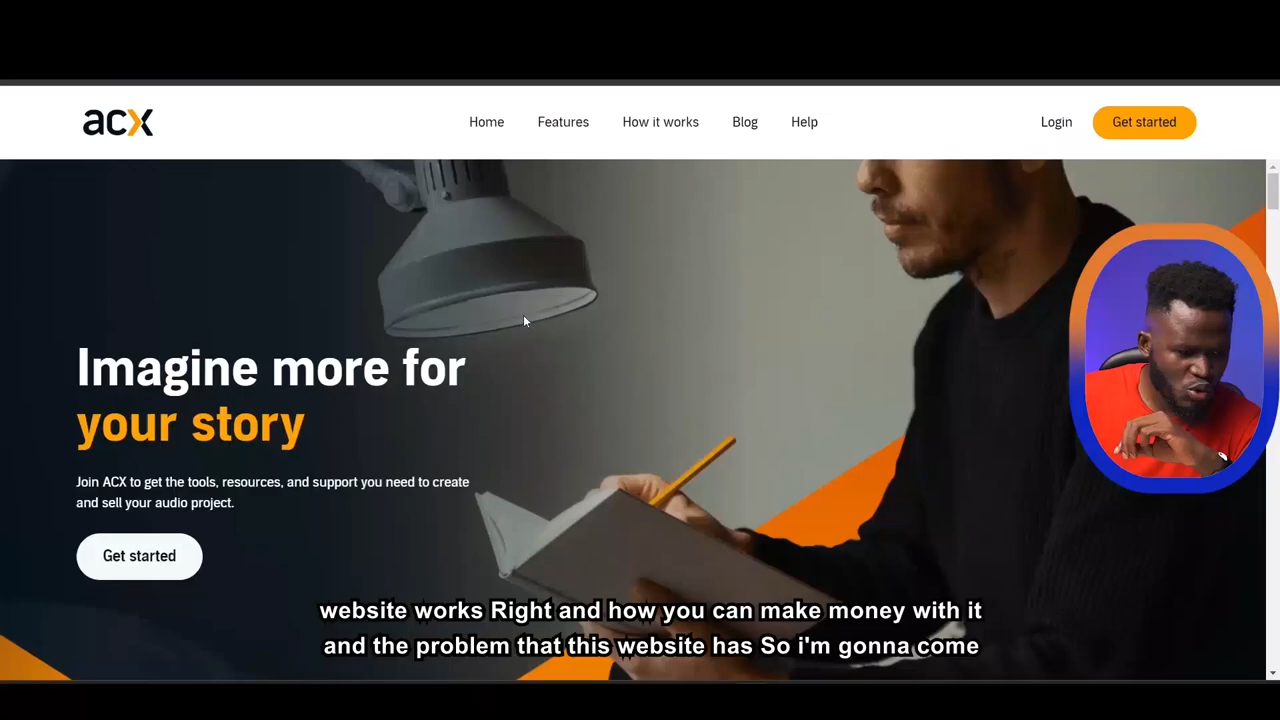 acx
Home Features How it works Blog Help
Login Get started
Imagine more for
your story
Join ACX to get the tools, resources, and support you need to create
and sell your audio project.
Get started
website works Right and how you can make money with it
and the problem that this website has So i'm gonna come